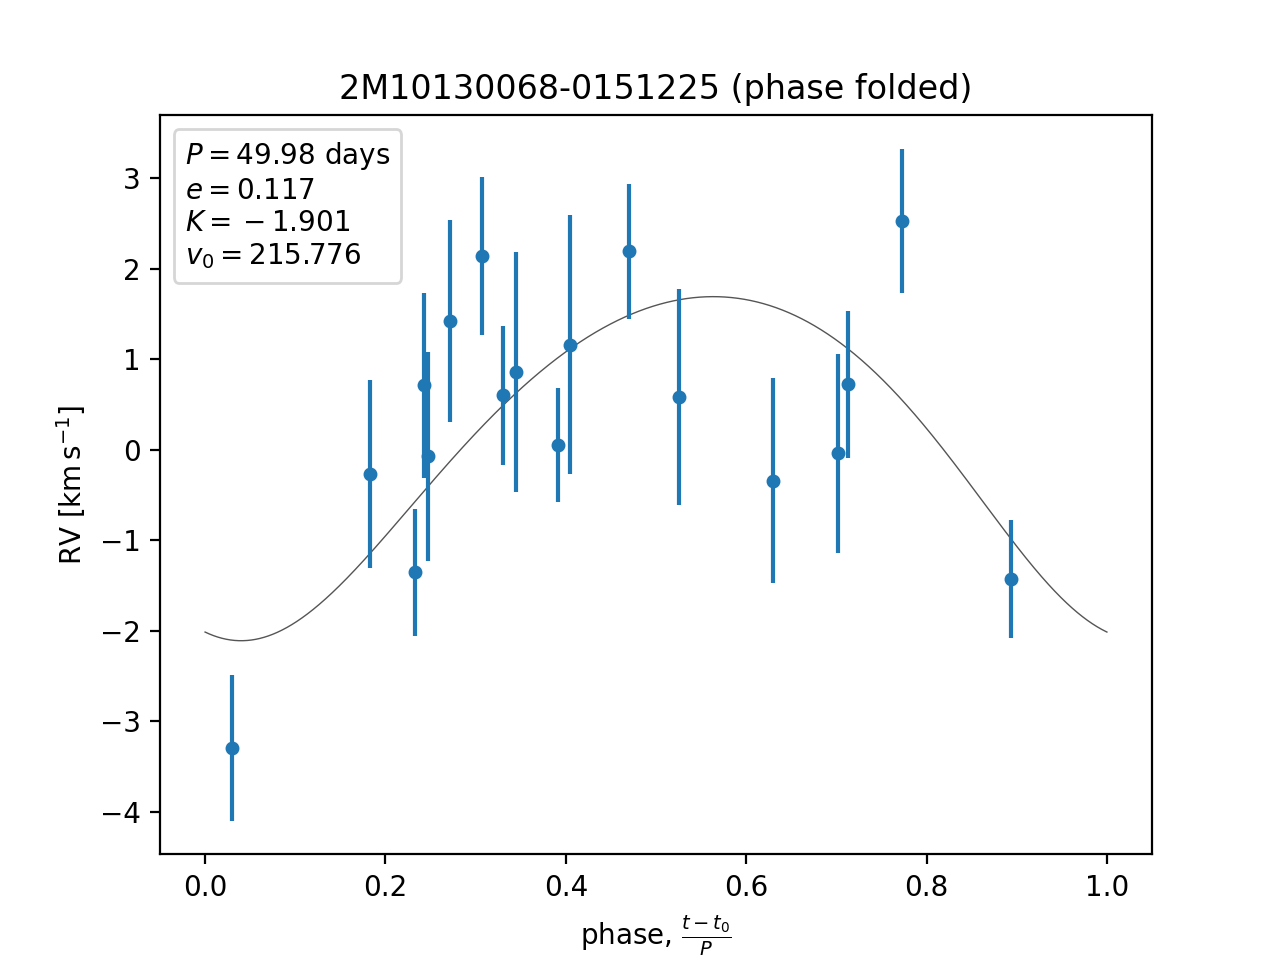 2M10130068-0151225 (phase folded)
P = 49.98 days
e = 0.117
K = −1.901
v₀ = 215.776
RV [km s⁻¹]
3
2
1
0
−1
−2
−3
−4
0.0 0.2 0.4 0.6 0.8 1.0
phase, (t − t₀)/P